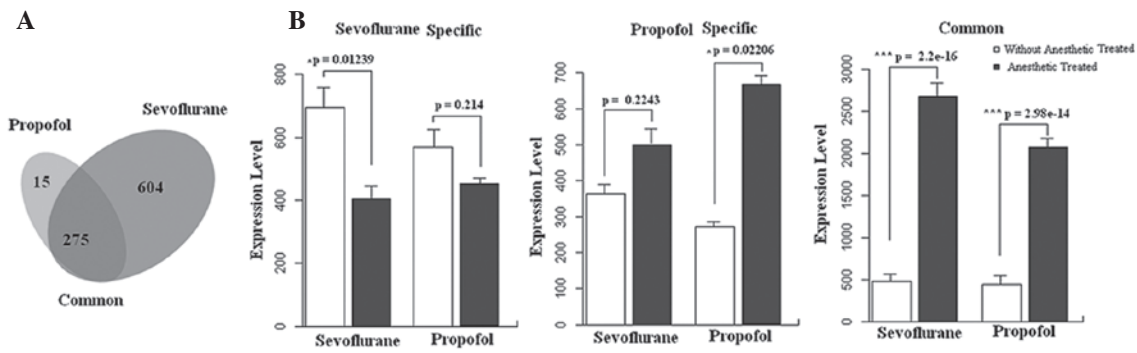 A
Propofol
Sevoflurane
15
604
275
Common
B
Sevoflurane Specific
Expression Level
0
200
400
600
800
*p = 0.01239
p = 0.214
Sevoflurane
Propofol
Propofol Specific
Expression Level
0
100
200
300
400
500
600
700
p = 0.2243
*p = 0.02206
Sevoflurane
Propofol
Common
Without Anesthetic Treated
Anesthetic Treated
Expression Level
0
500
1000
1500
2000
2500
3000
***p = 2.2e-16
***p = 2.98e-14
Sevoflurane
Propofol